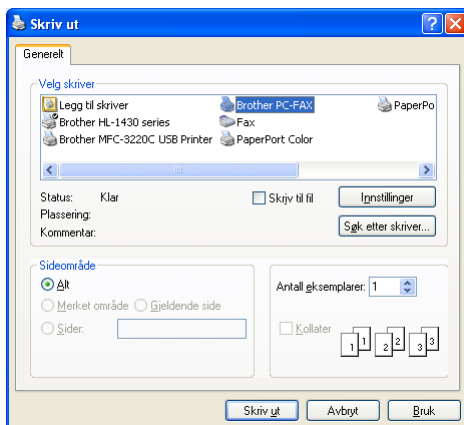 Skriv ut
Generelt
Velg skriver
Legg til skriver
Brother PC-FAX
PaperPo
Brother HL-1430 series
Fax
Brother MFC-3220C USB Printer
PaperPort Color
Status: Klar
Skriv til fil
Innstillinger
Plassering:
Kommentar:
Søk etter skriver...
Sideområde
Alt
Merket område
Gjeldende side
Sider:
Antall eksemplarer: 1
Kollater
1 1 2 2 3 3
Skriv ut
Avbryt
Bruk